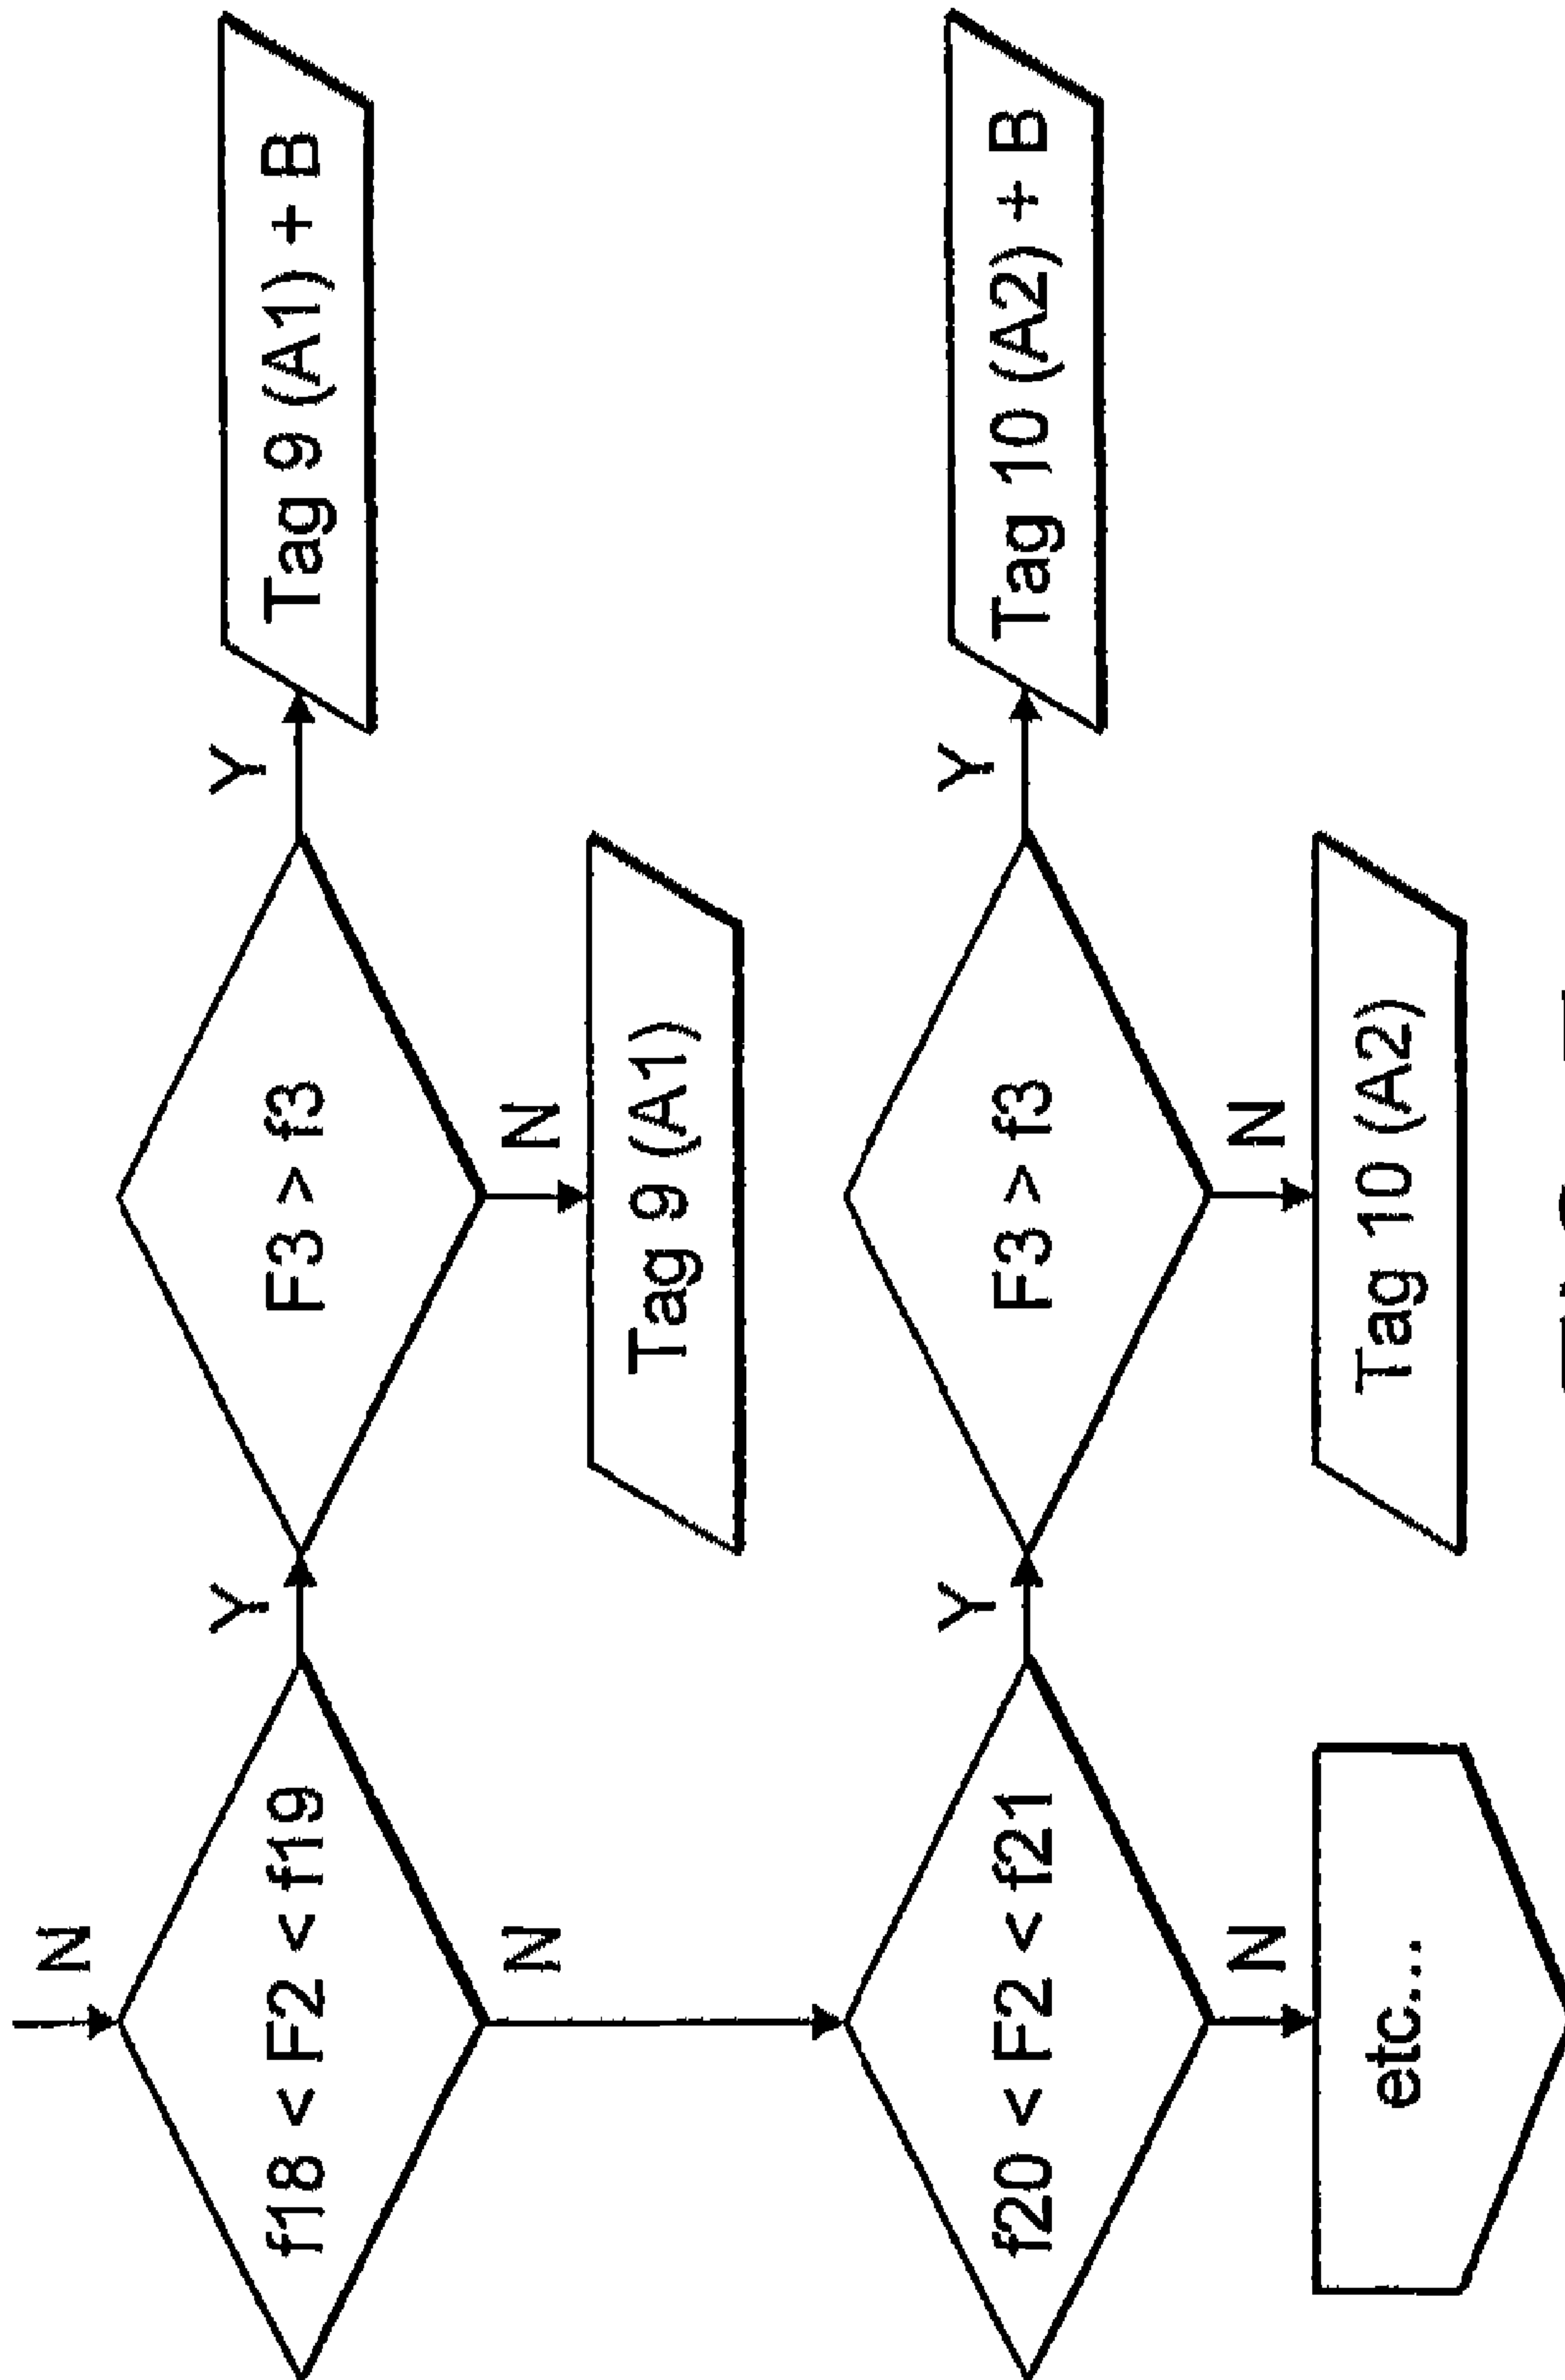 N
f18 < F2 < f19
Y
F3 > f3
Y
Tag 9 (A1) + B
N
N
Tag 9 (A1)
f20 < F2 < f21
Y
F3 > f3
Y
Tag 10 (A2) + B
N
N
etc...
Tag 10 (A2)